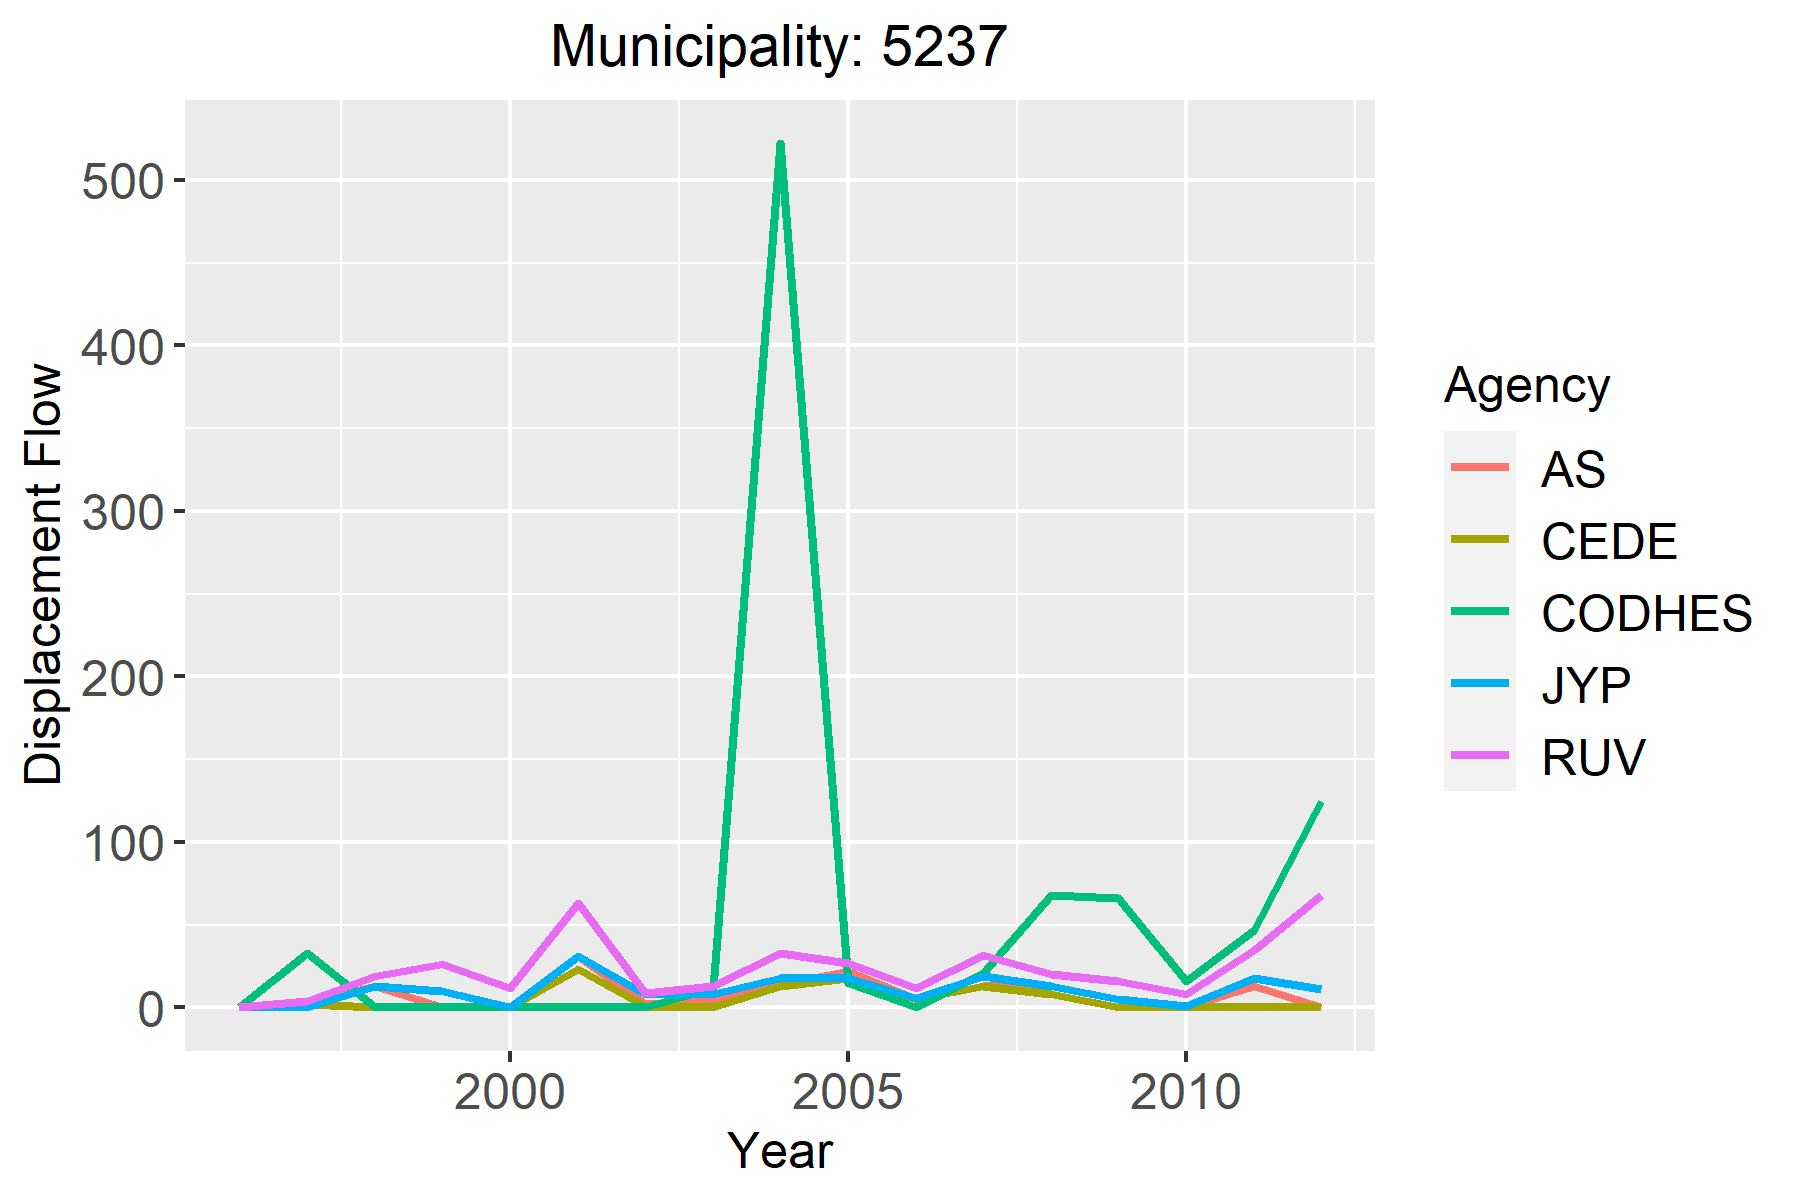 Municipality: 5237
500
400
300
200
100
0
Displacement Flow
2000 2005 2010
Year
Agency
AS
CEDE
CODHES
JYP
RUV